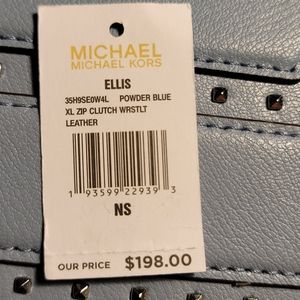 MICHAEL
MICHAEL KORS
ELLIS
35H9SE0W4L POWDER BLUE
XL ZIP CLUTCH WRSTLT
LEATHER
1 93599 22939 3
NS
OUR PRICE $198.00